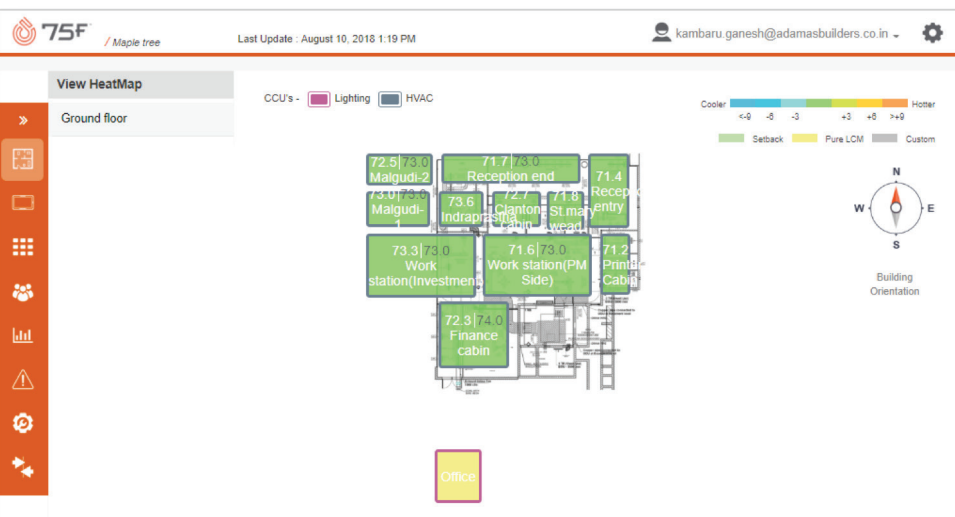 75F
/ Maple tree
Last Update : August 10, 2018 1:19 PM
kambaru.ganesh@adamasbuilders.co.in
View HeatMap
Ground floor
CCU's -
Lighting
HVAC
Cooler
Hotter
<-9 -6 -3 +3 +6 >+9
Setback
Pure LCM
Custom
72.5|73.0
Malgudi-2
71.7|73.0
Reception end
71.4
entry
73.0|73.0
Malgudi-
1
73.6
Indraprastha
72.7
Clanton
cabin
71.8
St.mary
wead
73.3|73.0
Work
station(Investment
71.6|73.0
Work station(PM
Side)
71.2
Cabin
72.3|74.0
Finance
cabin
Office
N
W
E
S
Building
Orientation